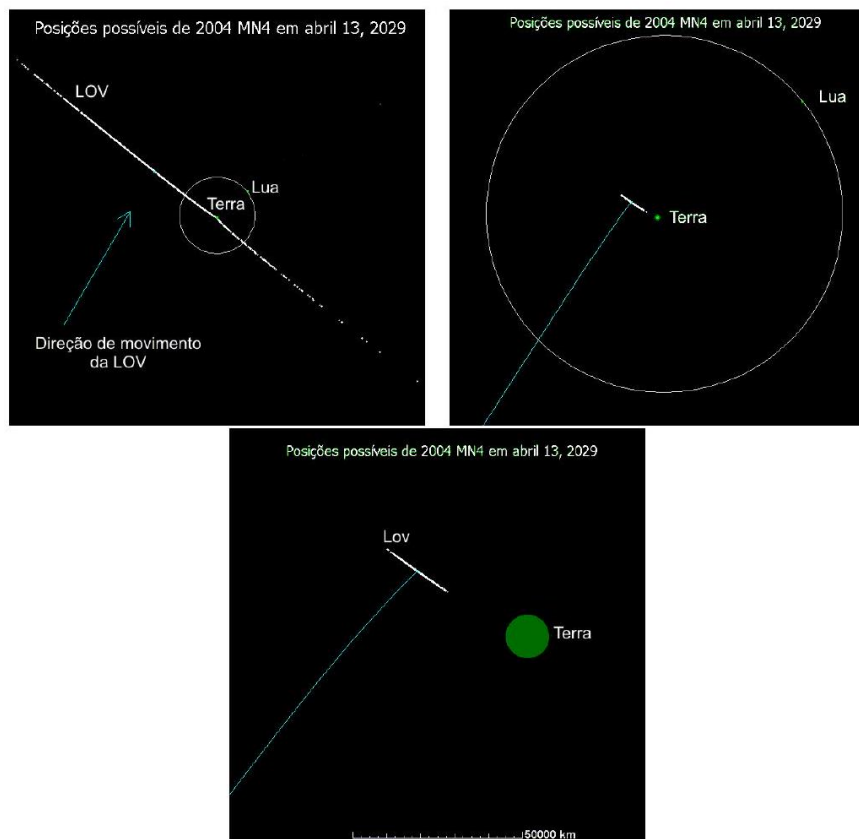 Posições possíveis de 2004 MN4 em abril 13, 2029
LOV
Lua
Terra
Direção de movimento
da LOV
Posições possíveis de 2004 MN4 em abril 13, 2029
Lua
Terra
Posições possíveis de 2004 MN4 em abril 13, 2029
Lov
Terra
50000 km